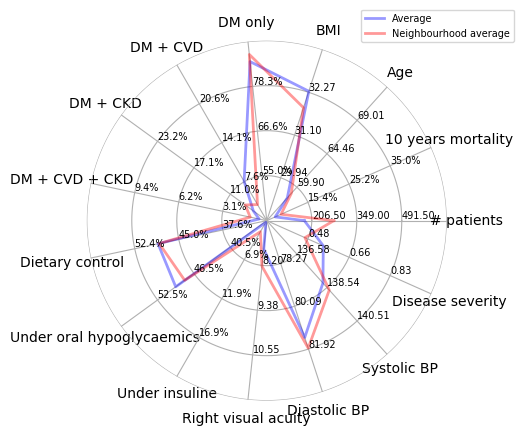 Average
Neighbourhood average
DM only
BMI
DM + CVD
Age
78.3%
32.27
20.6%
DM + CKD
69.01
14.1%
66.6%
31.10
23.2%
64.46
10 years mortality
17.1%
35.0%
7.6%
55.0%
29.94
25.2%
DM + CVD + CKD
59.90
9.4%
11.0%
6.2%
15.4%
3.1%
206.50
349.00
491.50
# patients
37.6%
45.0%
0.48
52.4%
40.5%
136.58
0.66
Dietary control
6.9%
8.20
78.27
46.5%
0.83
138.54
52.5%
11.9%
80.09
Disease severity
9.38
140.51
16.9%
Under oral hypoglycaemics
81.92
10.55
Systolic BP
Under insuline
Diastolic BP
Right visual acuity